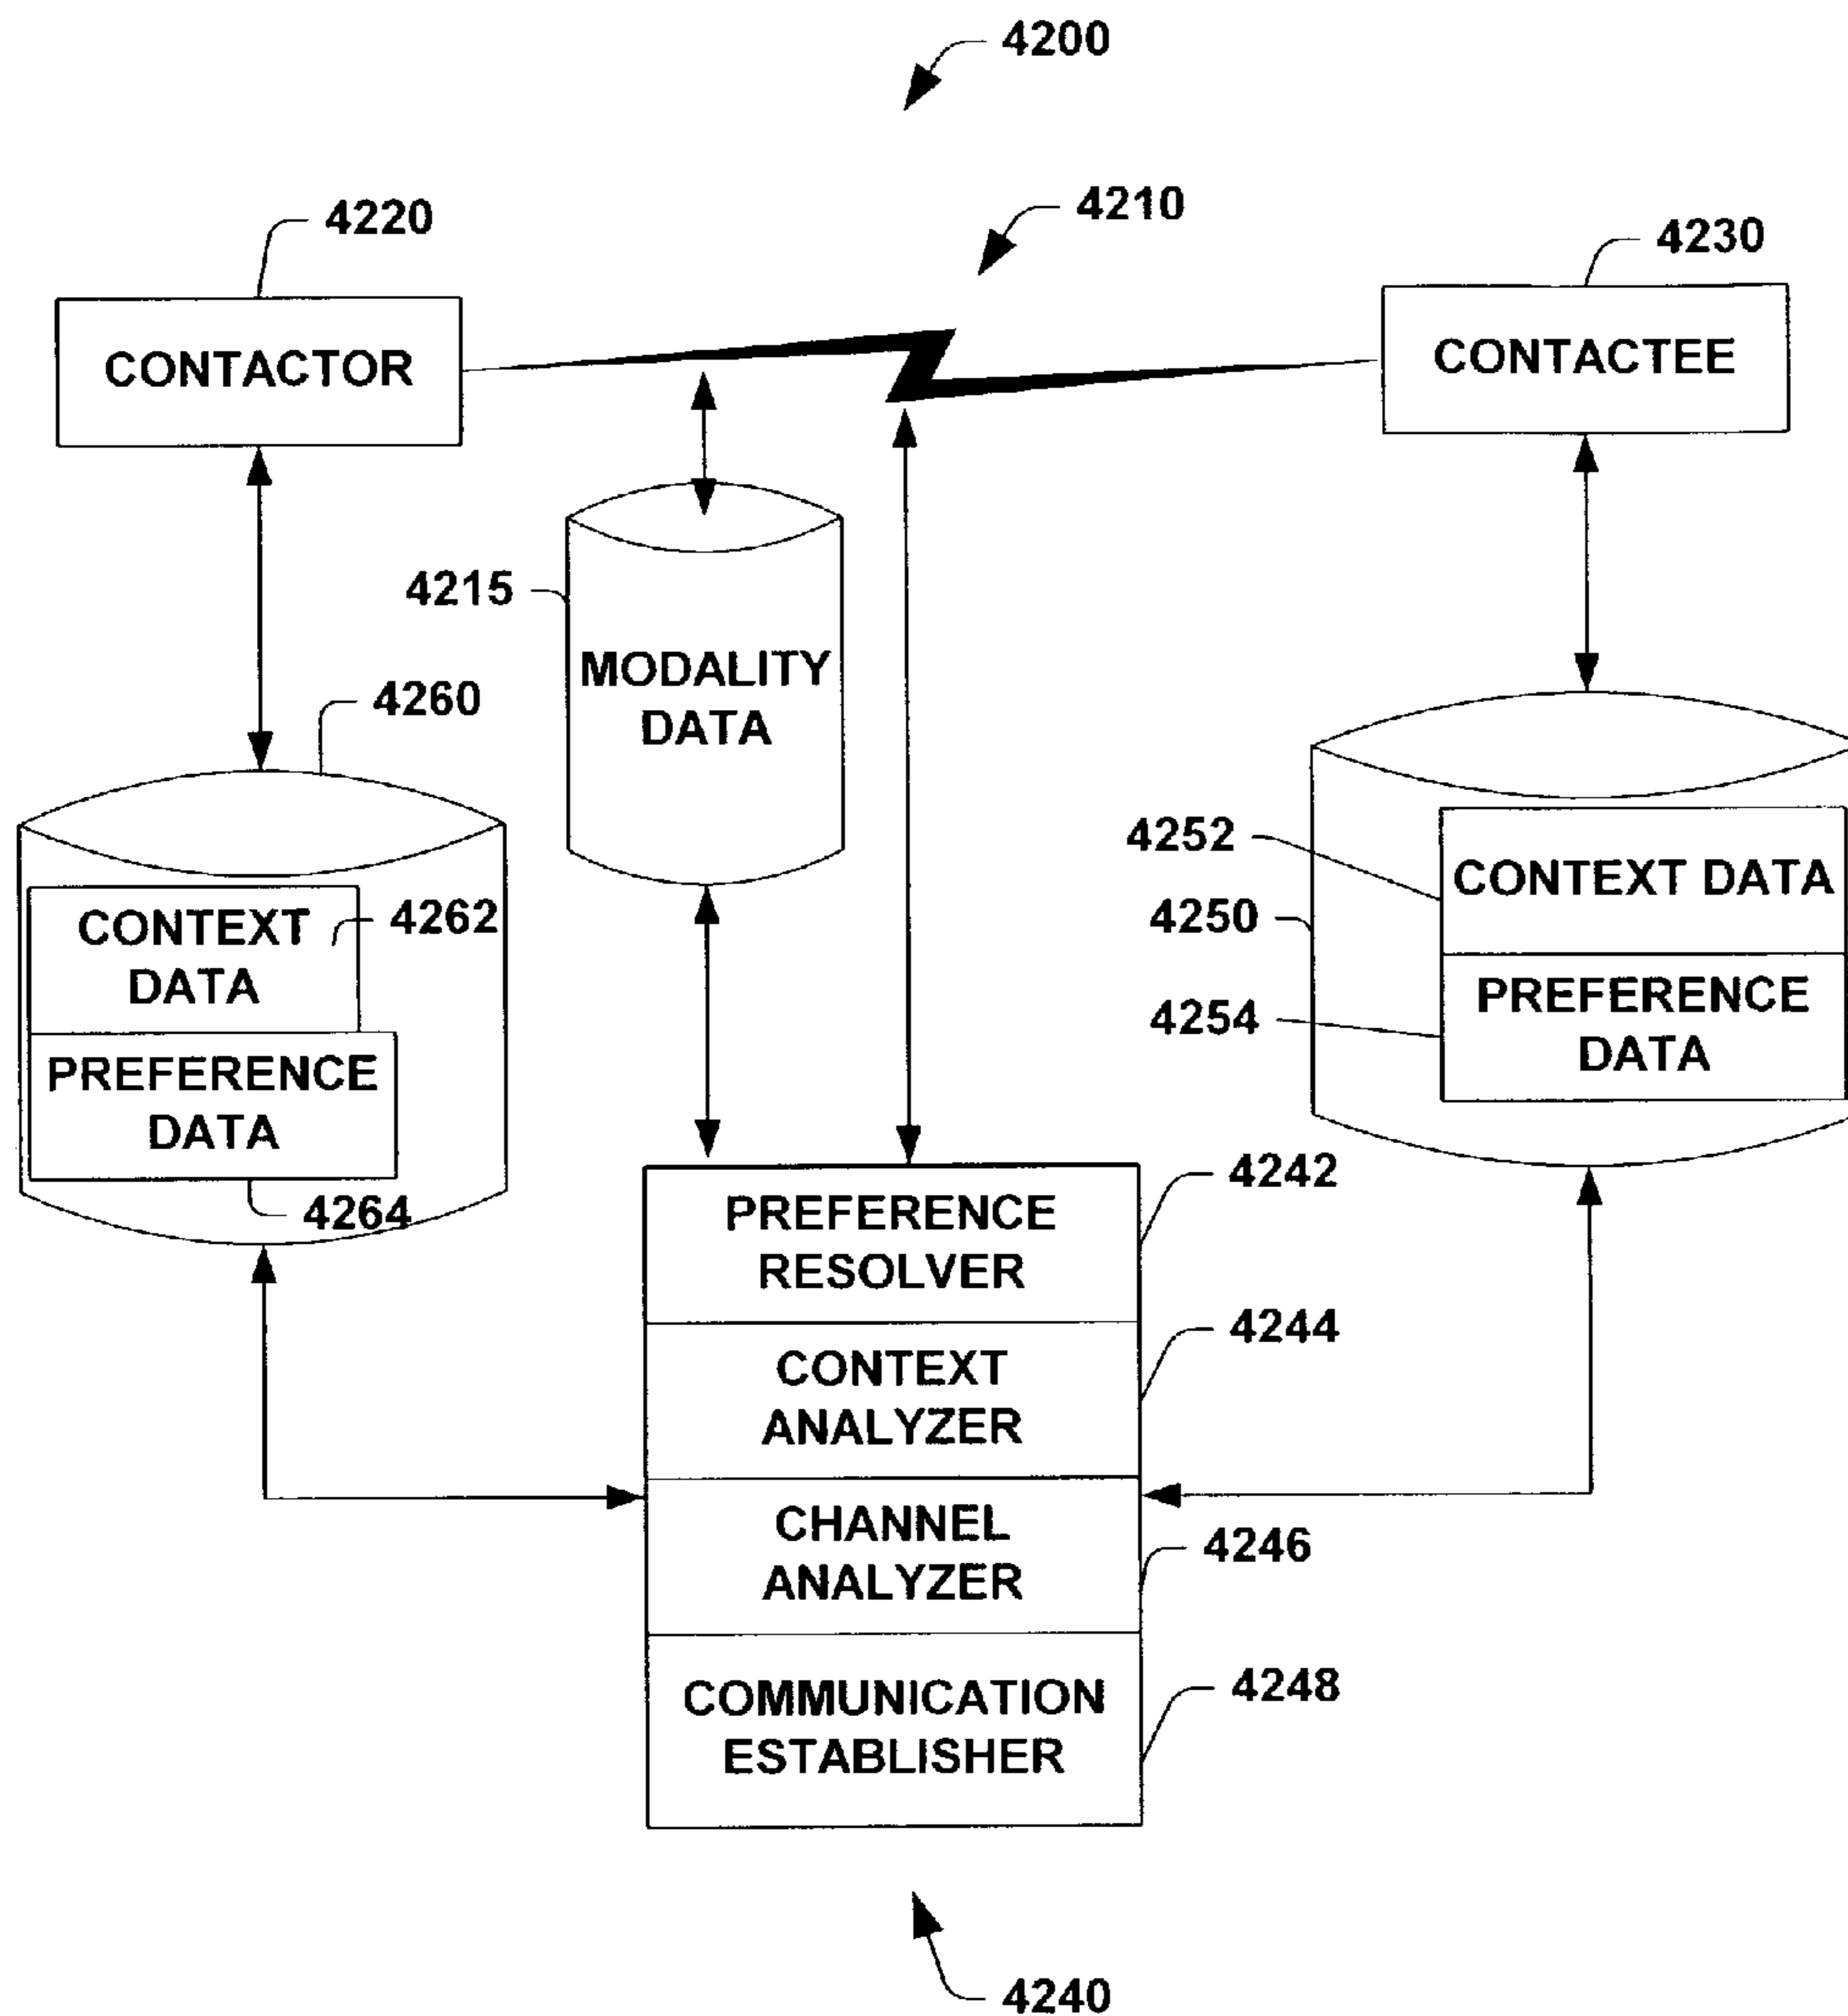 4200
4210
4220
4230
CONTACTOR
CONTACTEE
4215
MODALITY
DATA
4260
4252
CONTEXT DATA
4250
4262
CONTEXT
DATA
4254
PREFERENCE
DATA
PREFERENCE
DATA
4264
4242
PREFERENCE
RESOLVER
4244
CONTEXT
ANALYZER
CHANNEL
ANALYZER
4246
COMMUNICATION
ESTABLISHER
4248
4240